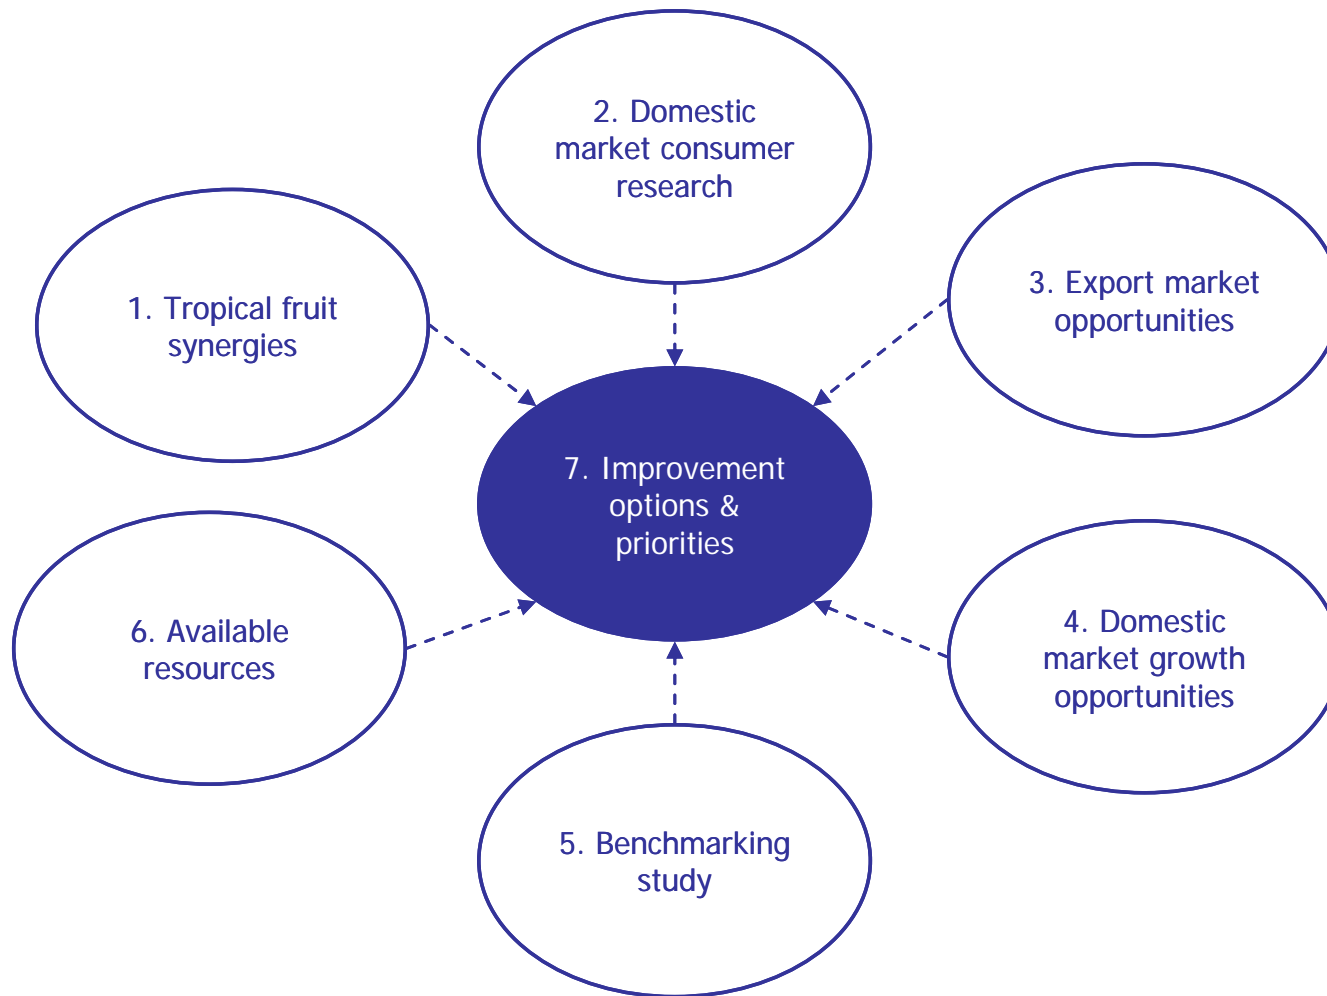 2. Domestic
market consumer
research
1. Tropical fruit
synergies
3. Export market
opportunities
7. Improvement
options &
priorities
6. Available
resources
4. Domestic
market growth
opportunities
5. Benchmarking
study